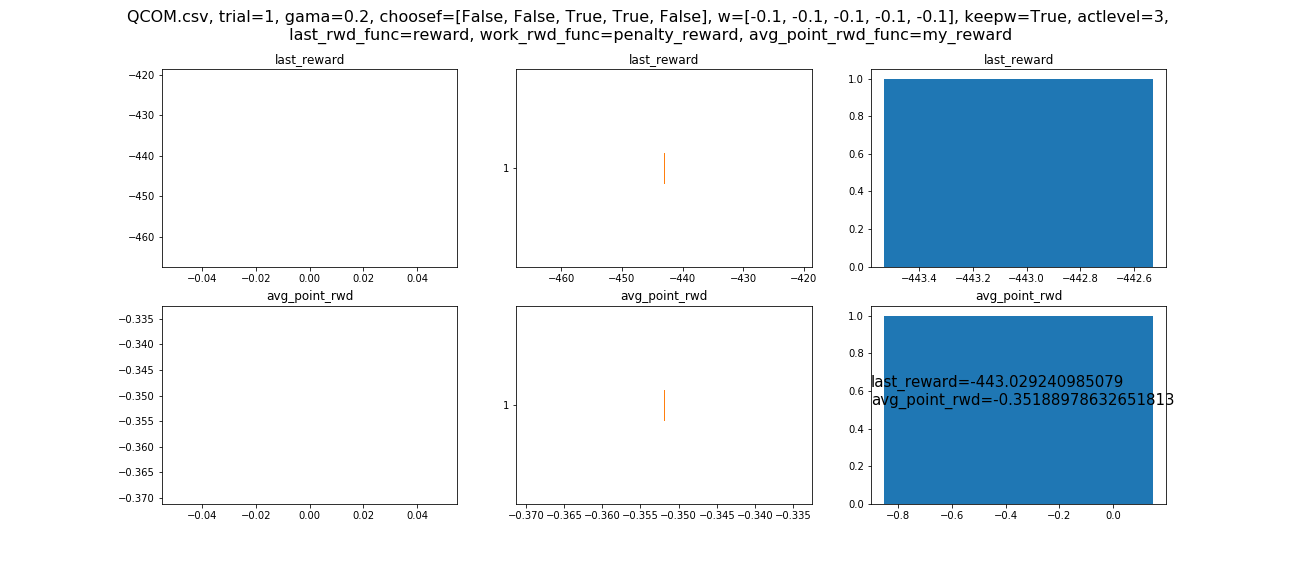 QCOM.csv, trial=1, gama=0.2, choosef=[False, False, True, True, False], w=[-0.1, -0.1, -0.1, -0.1, -0.1], keepw=True, actlevel=3,
last_rwd_func=reward, work_rwd_func=penalty_reward, avg_point_rwd_func=my_reward
last_reward
−420
−430
−440
−450
−460
−0.04 −0.02 0.00 0.02 0.04
last_reward
1
−460 −450 −440 −430 −420
last_reward
1.0
0.8
0.6
0.4
0.2
0.0
−443.4 −443.2 −443.0 −442.8 −442.6
avg_point_rwd
−0.335
−0.340
−0.345
−0.350
−0.355
−0.360
−0.365
−0.370
−0.04 −0.02 0.00 0.02 0.04
avg_point_rwd
1
−0.370 −0.365 −0.360 −0.355 −0.350 −0.345 −0.340 −0.335
avg_point_rwd
1.0
0.8
0.6
0.4
0.2
0.0
last_reward=-443.029240985079
avg_point_rwd=-0.35188978632651813
−0.8 −0.6 −0.4 −0.2 0.0